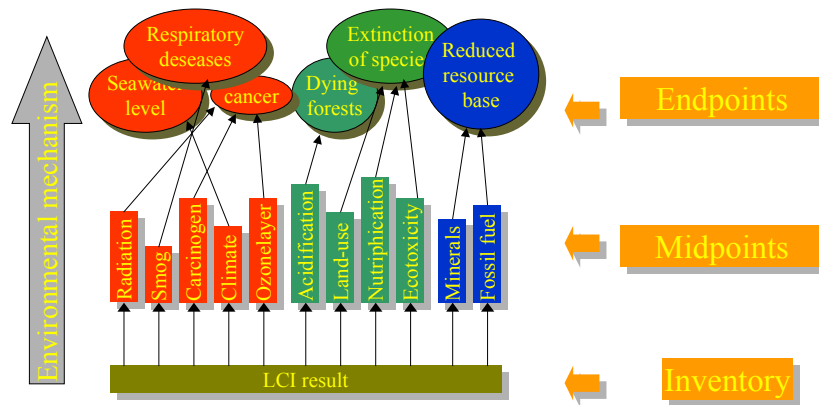 Respiratory
deseases
Extinction
of species
Reduced
resource
base
Seawater
level
cancer
Dying
forests
Endpoints
Environmental mechanism
Radiation
Smog
Carcinogen
Climate
Ozonelayer
Acidification
Land-use
Nutriphication
Ecotoxicity
Minerals
Fossil fuel
Midpoints
LCI result
Inventory